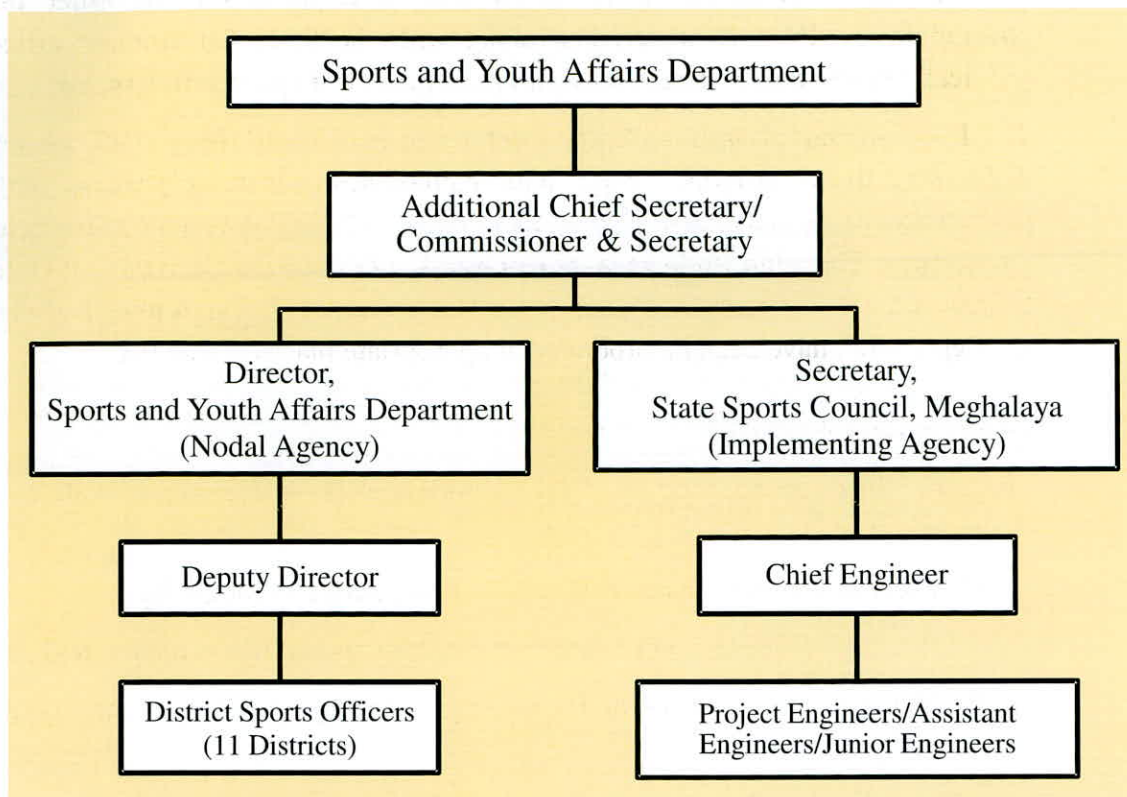 Sports and Youth Affairs Department
Additional Chief Secretary/
Commissioner & Secretary
Director,
Sports and Youth Affairs Department
(Nodal Agency)
Secretary,
State Sports Council, Meghalaya
(Implementing Agency)
Deputy Director
Chief Engineer
District Sports Officers
(11 Districts)
Project Engineers/Assistant
Engineers/Junior Engineers